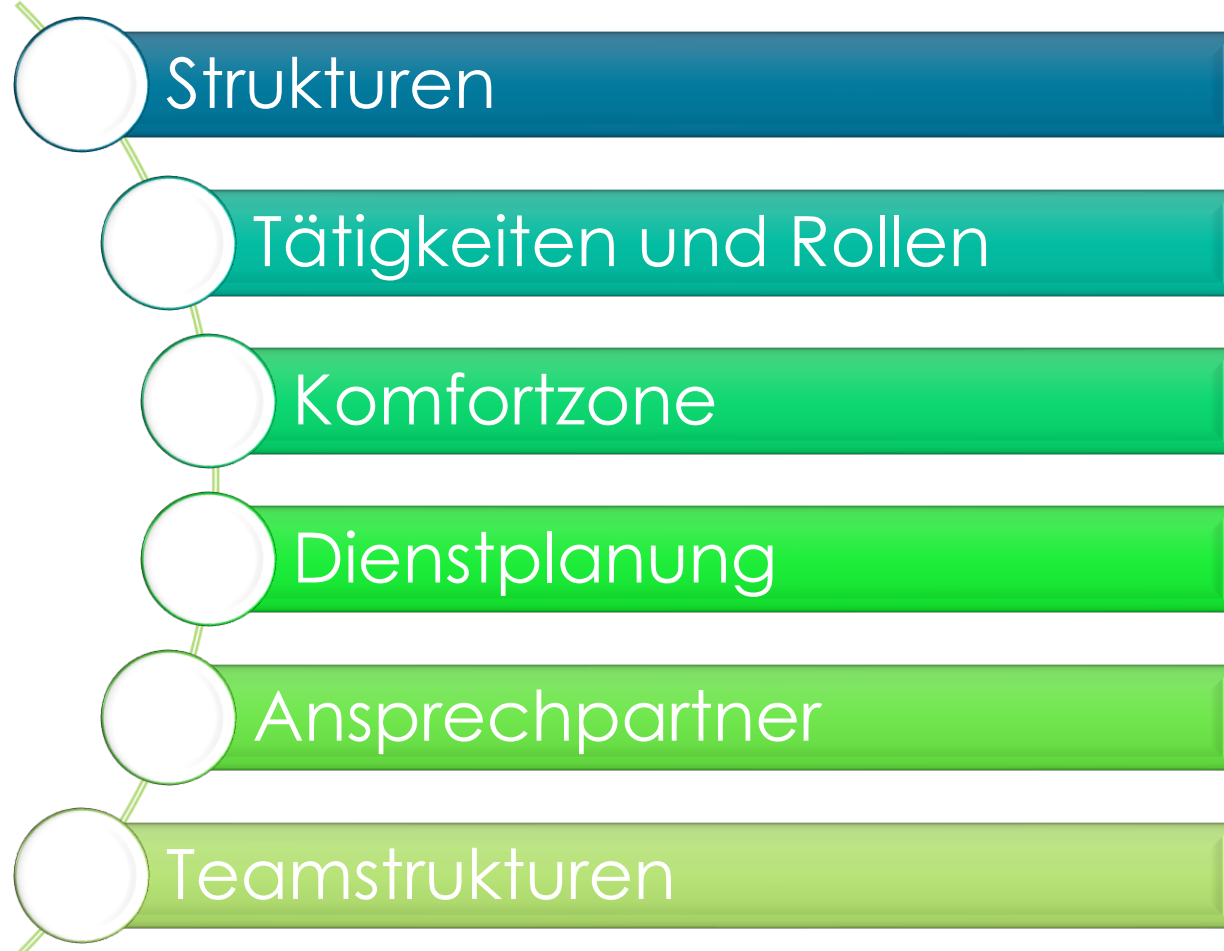 Strukturen
Tätigkeiten und Rollen
Komfortzone
Dienstplanung
Ansprechpartner
Teamstrukturen